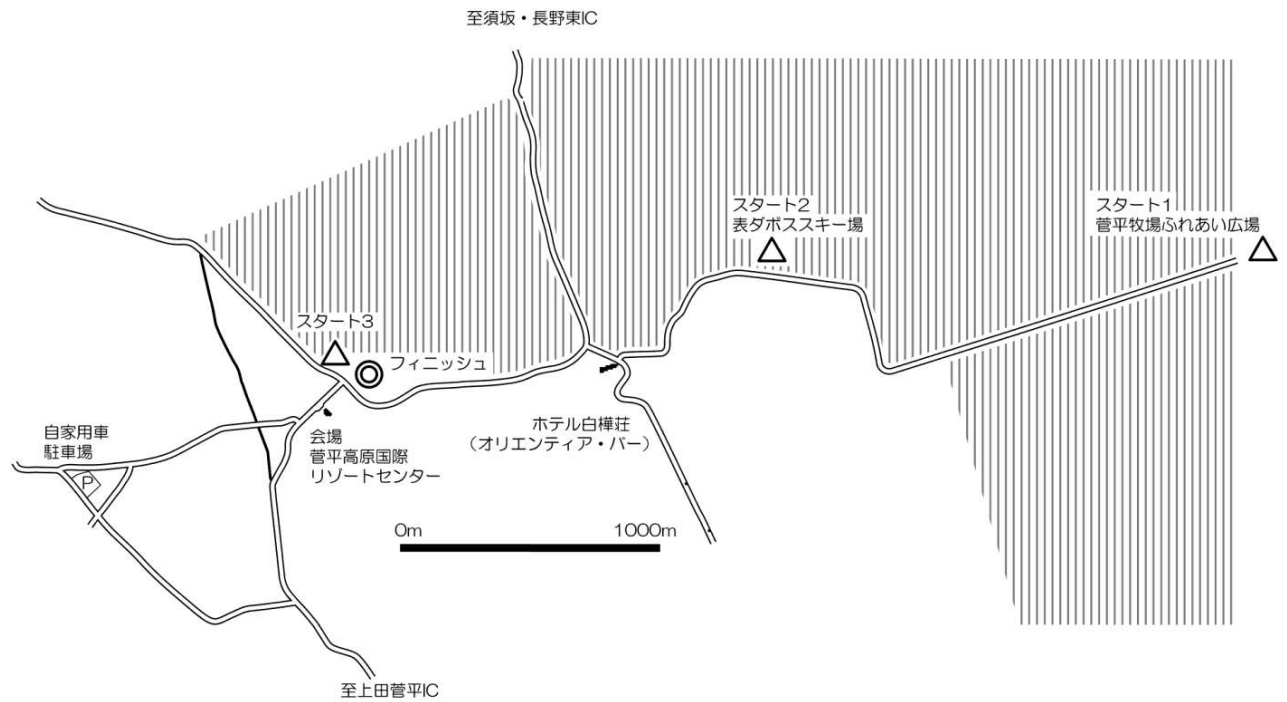 至須坂・長野東IC
スタート2
表ダボススキー場
スタート1
菅平牧場ふれあい広場
スタート3
フィニッシュ
ホテル白樺荘
（オリエンティア・バー）
自家用車
駐車場
P
会場
菅平高原国際
リゾートセンター
0m
1000m
至上田菅平IC